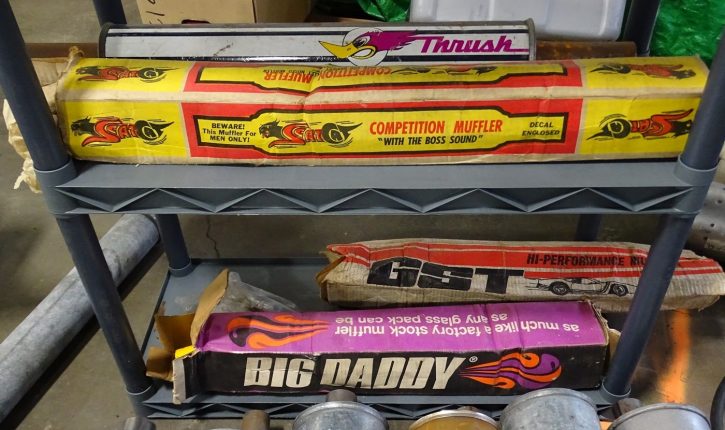 Thrush
COMPETITION MUFFLER
BEWARE!
This Muffler For
MEN ONLY!
COMPETITION MUFFLER
"WITH THE BOSS SOUND"
DECAL
ENCLOSED
HI-PERFORMANCE
GST
as much like a factory stock muffler
as any glass pack can be
BIG DADDY®